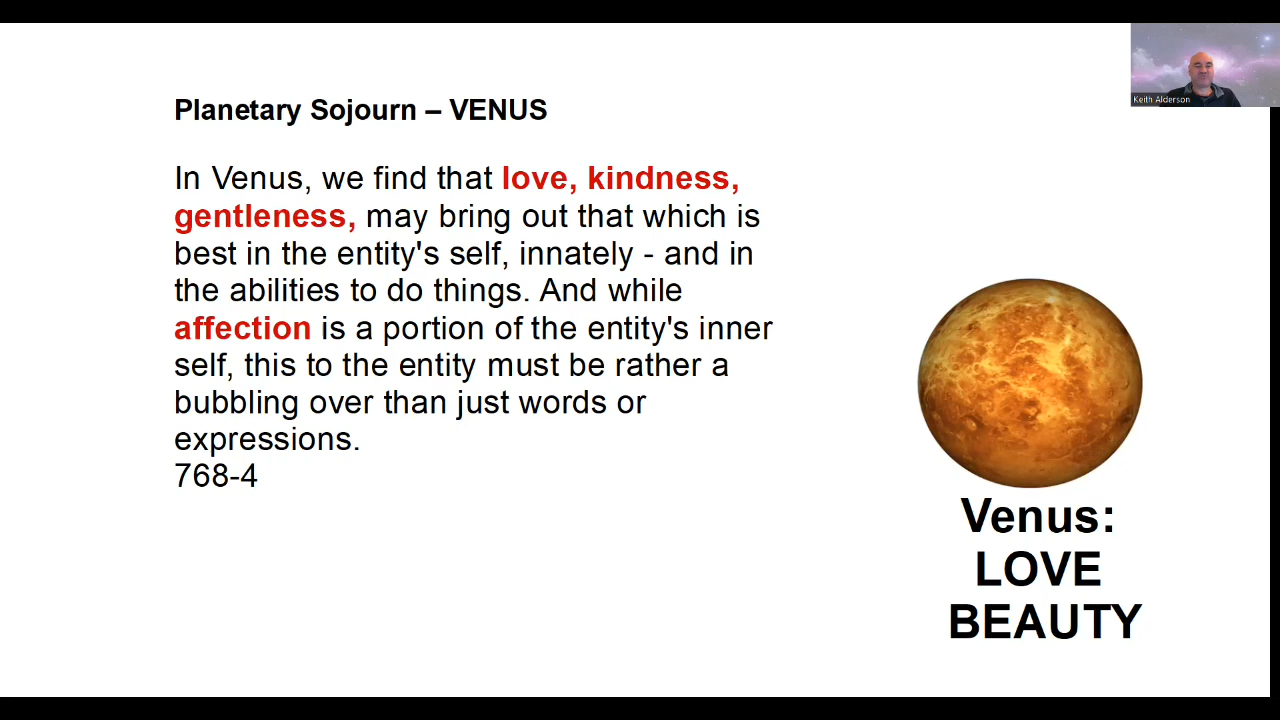 Planetary Sojourn – VENUS
In Venus, we find that love, kindness,
gentleness, may bring out that which is
best in the entity's self, innately - and in
the abilities to do things. And while
affection is a portion of the entity's inner
self, this to the entity must be rather a
bubbling over than just words or
expressions.
768-4
Venus:
LOVE
BEAUTY
Keith Alderson